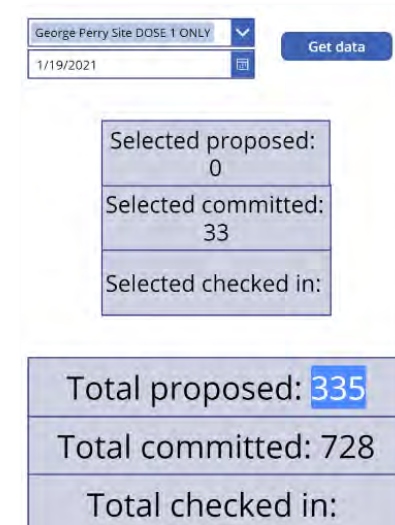 George Perry Site DOSE 1 ONLY
Get data
1/19/2021
Selected proposed:
0
Selected committed:
33
Selected checked in:
Total proposed: 335
Total committed: 728
Total checked in: